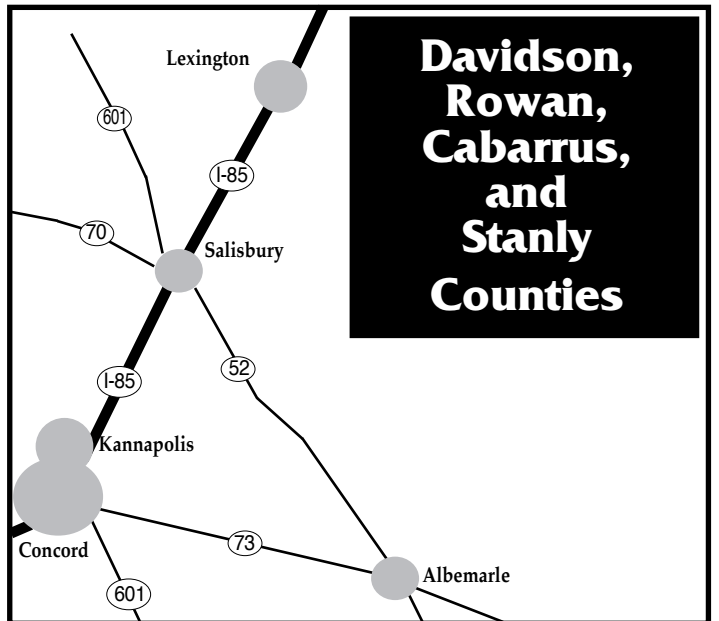 Davidson,
Rowan,
Cabarrus,
and
Stanly
Counties
Lexington
601
I-85
70
Salisbury
I-85
52
Kannapolis
73
Concord
Albemarle
601